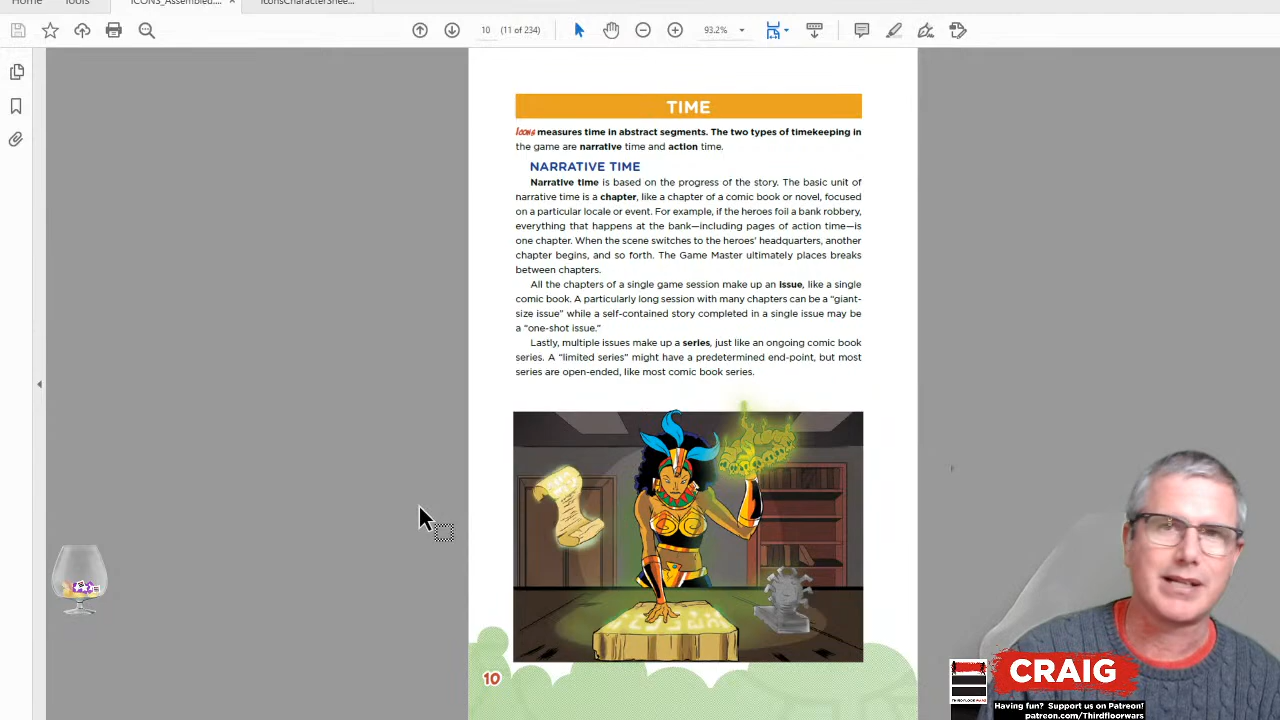 Home
Tools
ICONS_Assembled....
IconsCharacterShee...
10 (11 of 234)
93.2%
TIME
Icons measures time in abstract segments. The two types of timekeeping in
the game are narrative time and action time.
NARRATIVE TIME
Narrative time is based on the progress of the story. The basic unit of
narrative time is a chapter, like a chapter of a comic book or novel, focused
on a particular locale or event. For example, if the heroes foil a bank robbery,
everything that happens at the bank—including pages of action time—is
one chapter. When the scene switches to the heroes' headquarters, another
chapter begins, and so forth. The Game Master ultimately places breaks
between chapters.
All the chapters of a single game session make up an issue, like a single
comic book. A particularly long session with many chapters can be a “giant-
size issue” while a self-contained story completed in a single issue may be
a “one-shot issue.”
Lastly, multiple issues make up a series, just like an ongoing comic book
series. A “limited series” might have a predetermined end-point, but most
series are open-ended, like most comic book series.
10
CRAIG
THIRDFLOORWARS
Having fun? Support us on Patreon!
patreon.com/Thirdfloorwars